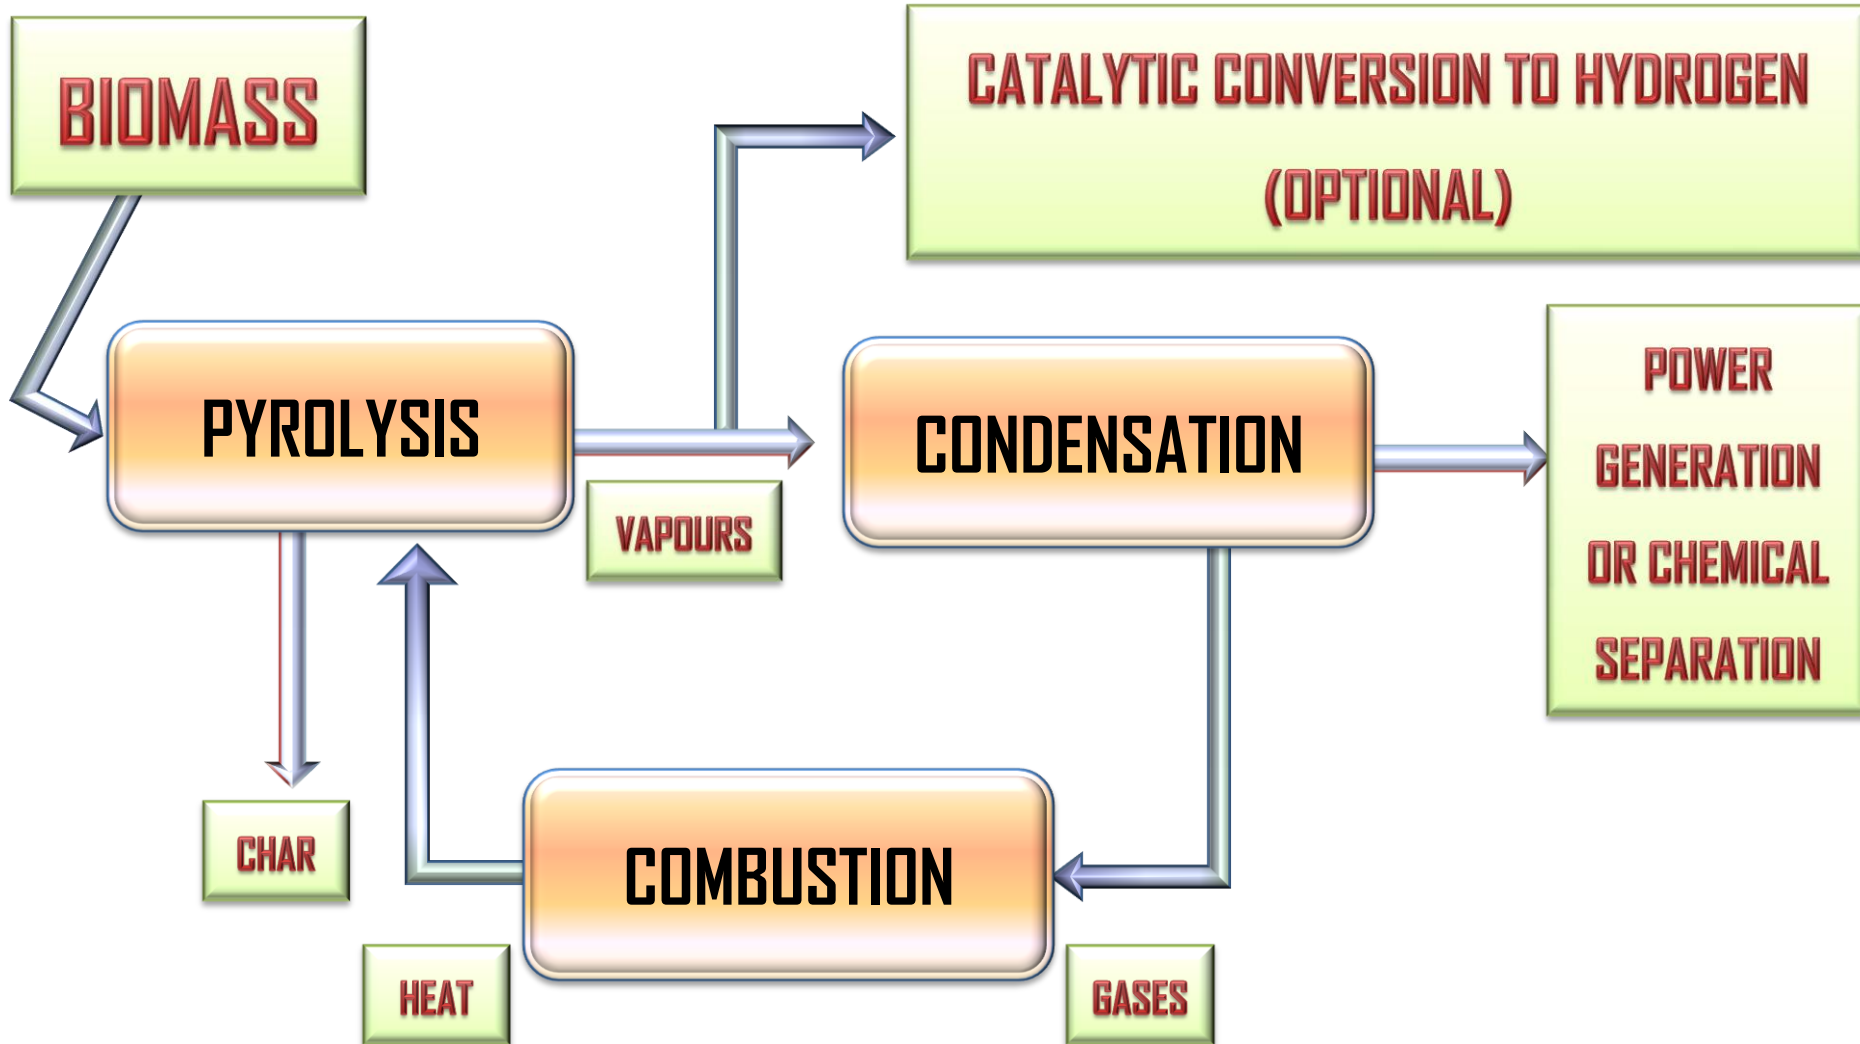 BIOMASS
CATALYTIC CONVERSION TO HYDROGEN
(OPTIONAL)
PYROLYSIS
VAPOURS
CONDENSATION
POWER
GENERATION
OR CHEMICAL
SEPARATION
CHAR
COMBUSTION
HEAT
GASES